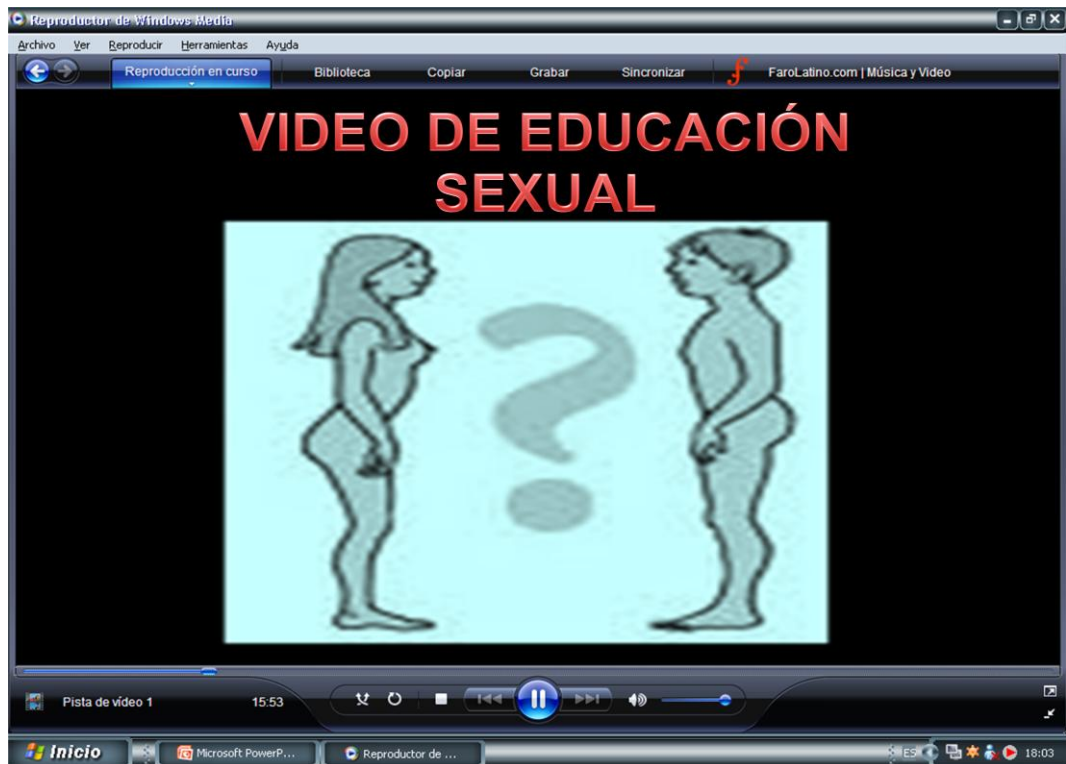 Reproductor de Windows Media
Archivo Ver Reproducir Herramientas Ayuda
Reproducción en curso Biblioteca Copiar Grabar Sincronizar FaroLatino.com | Música y Video
VIDEO DE EDUCACIÓN
SEXUAL
?
Pista de vídeo 1 15:53
Inicio Microsoft PowerP... Reproductor de ... ES 18:03